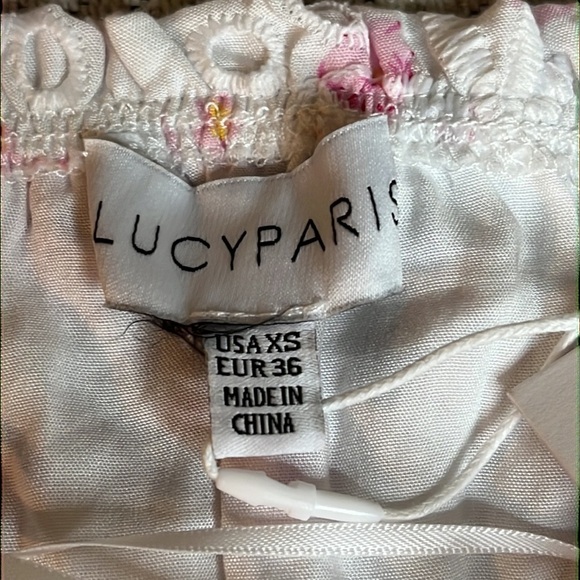 LUCYPARIS
USA XS
EUR 36
MADE IN
CHINA